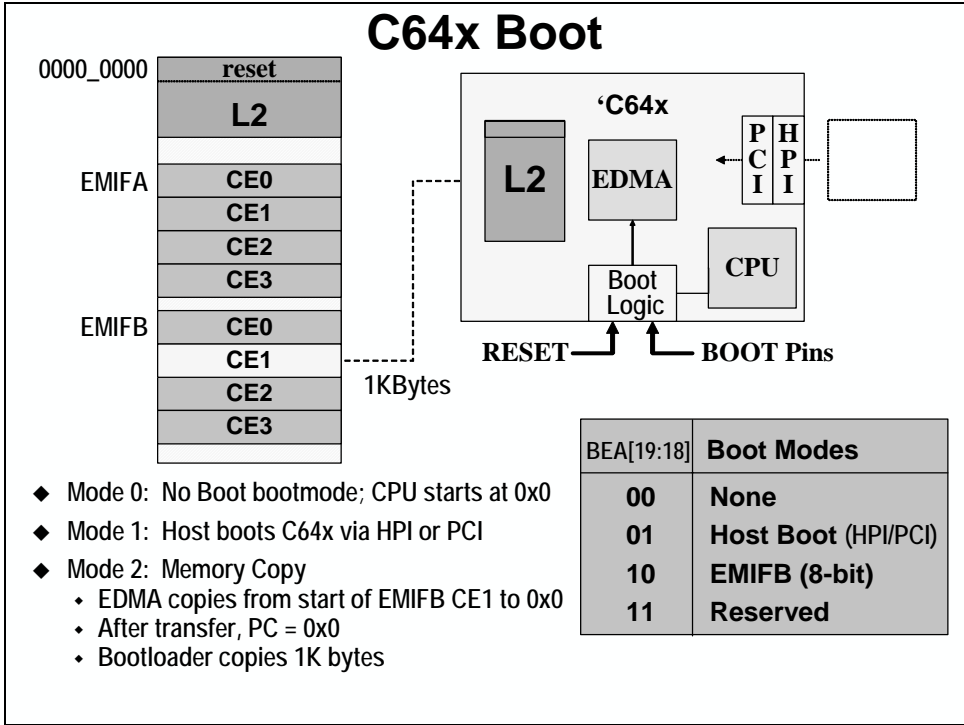 C64x Boot
0000_0000
reset
L2
EMIFA
CE0
CE1
CE2
CE3
EMIFB
CE0
CE1
CE2
CE3
1KBytes
‘C64x
L2
EDMA
PCI
HPI
Boot
Logic
CPU
RESET
BOOT Pins
BEA[19:18] Boot Modes
00 None
01 Host Boot (HPI/PCI)
10 EMIFB (8-bit)
11 Reserved
◆ Mode 0: No Boot bootmode; CPU starts at 0x0
◆ Mode 1: Host boots C64x via HPI or PCI
◆ Mode 2: Memory Copy
◆ EDMA copies from start of EMIFB CE1 to 0x0
◆ After transfer, PC = 0x0
◆ Bootloader copies 1K bytes